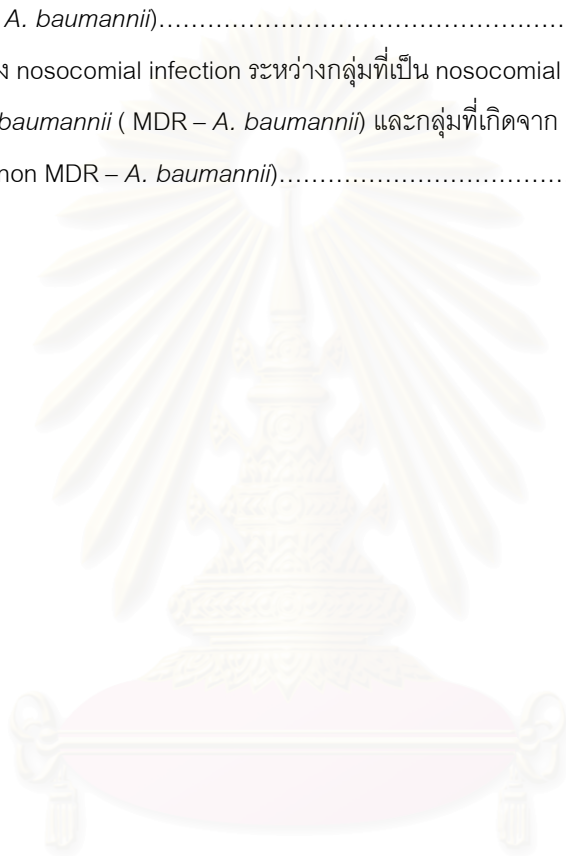 A. baumannii)……………………………………………
ง nosocomial infection ระหว่างกลุ่มที่เป็น nosocomial
baumannii ( MDR – A. baumannii) และกลุ่มที่เกิดจาก
non MDR – A. baumannii)………………………………